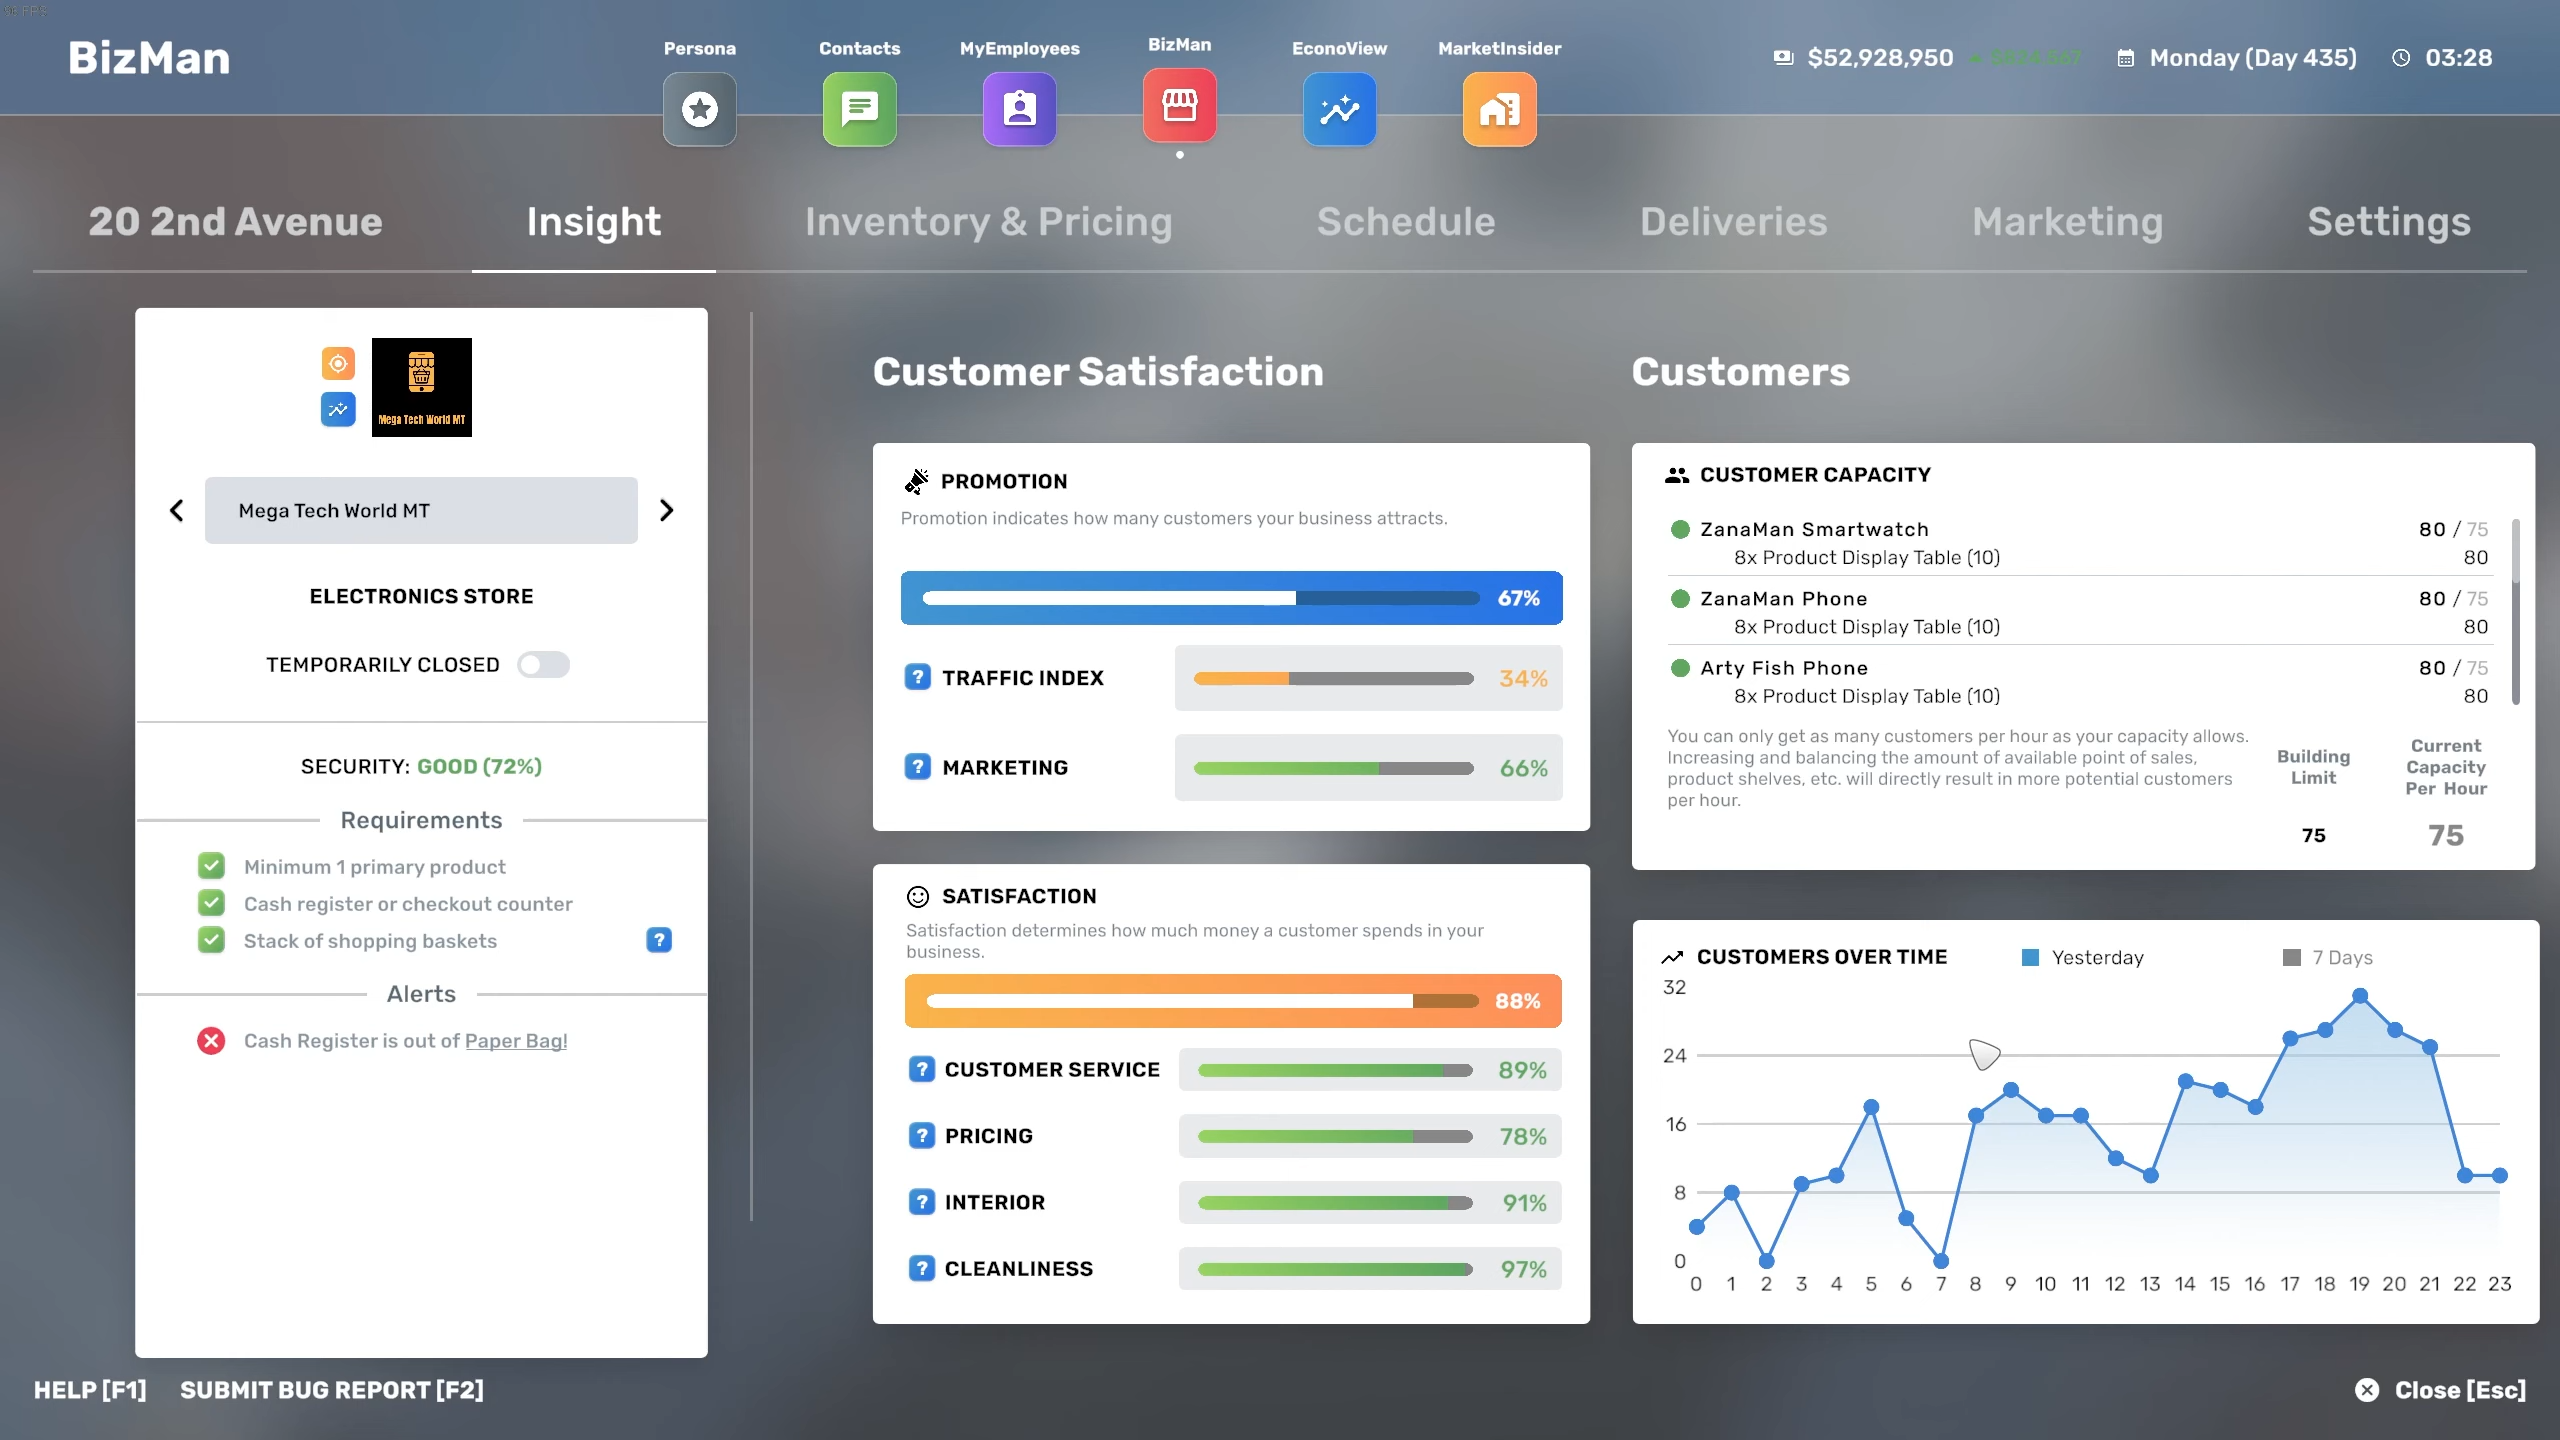 BizMan
Persona
Contacts
MyEmployees
BizMan
EconoView
MarketInsider
$52,928,950
Monday (Day 435)
03:28
20 2nd Avenue
Insight
Inventory & Pricing
Schedule
Deliveries
Marketing
Settings
Mega Tech World MT
Mega Tech World MT
ELECTRONICS STORE
TEMPORARILY CLOSED
SECURITY: GOOD (72%)
Requirements
Minimum 1 primary product
Cash register or checkout counter
Stack of shopping baskets
?
Alerts
Cash Register is out of Paper Bag!
Customer Satisfaction
PROMOTION
Promotion indicates how many customers your business attracts.
67%
? TRAFFIC INDEX 34%
? MARKETING 66%
SATISFACTION
Satisfaction determines how much money a customer spends in your
business.
88%
? CUSTOMER SERVICE 89%
? PRICING 78%
? INTERIOR 91%
? CLEANLINESS 97%
Customers
CUSTOMER CAPACITY
ZanaMan Smartwatch 80 / 75
8x Product Display Table (10) 80
ZanaMan Phone 80 / 75
8x Product Display Table (10) 80
Arty Fish Phone 80 / 75
8x Product Display Table (10) 80
You can only get as many customers per hour as your capacity allows.
Increasing and balancing the amount of available point of sales,
product shelves, etc. will directly result in more potential customers
per hour.
Building
Limit
75
Current
Capacity
Per Hour
75
CUSTOMERS OVER TIME
Yesterday
7 Days
32
24
16
8
0
0 1 2 3 4 5 6 7 8 9 10 11 12 13 14 15 16 17 18 19 20 21 22 23
HELP [F1]
SUBMIT BUG REPORT [F2]
Close [Esc]